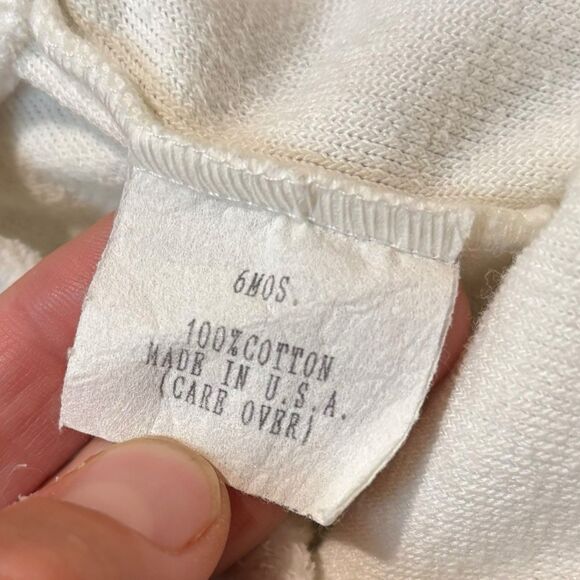 6MOS.
100%COTTON
MADE IN U.S.A.
(CARE OVER)